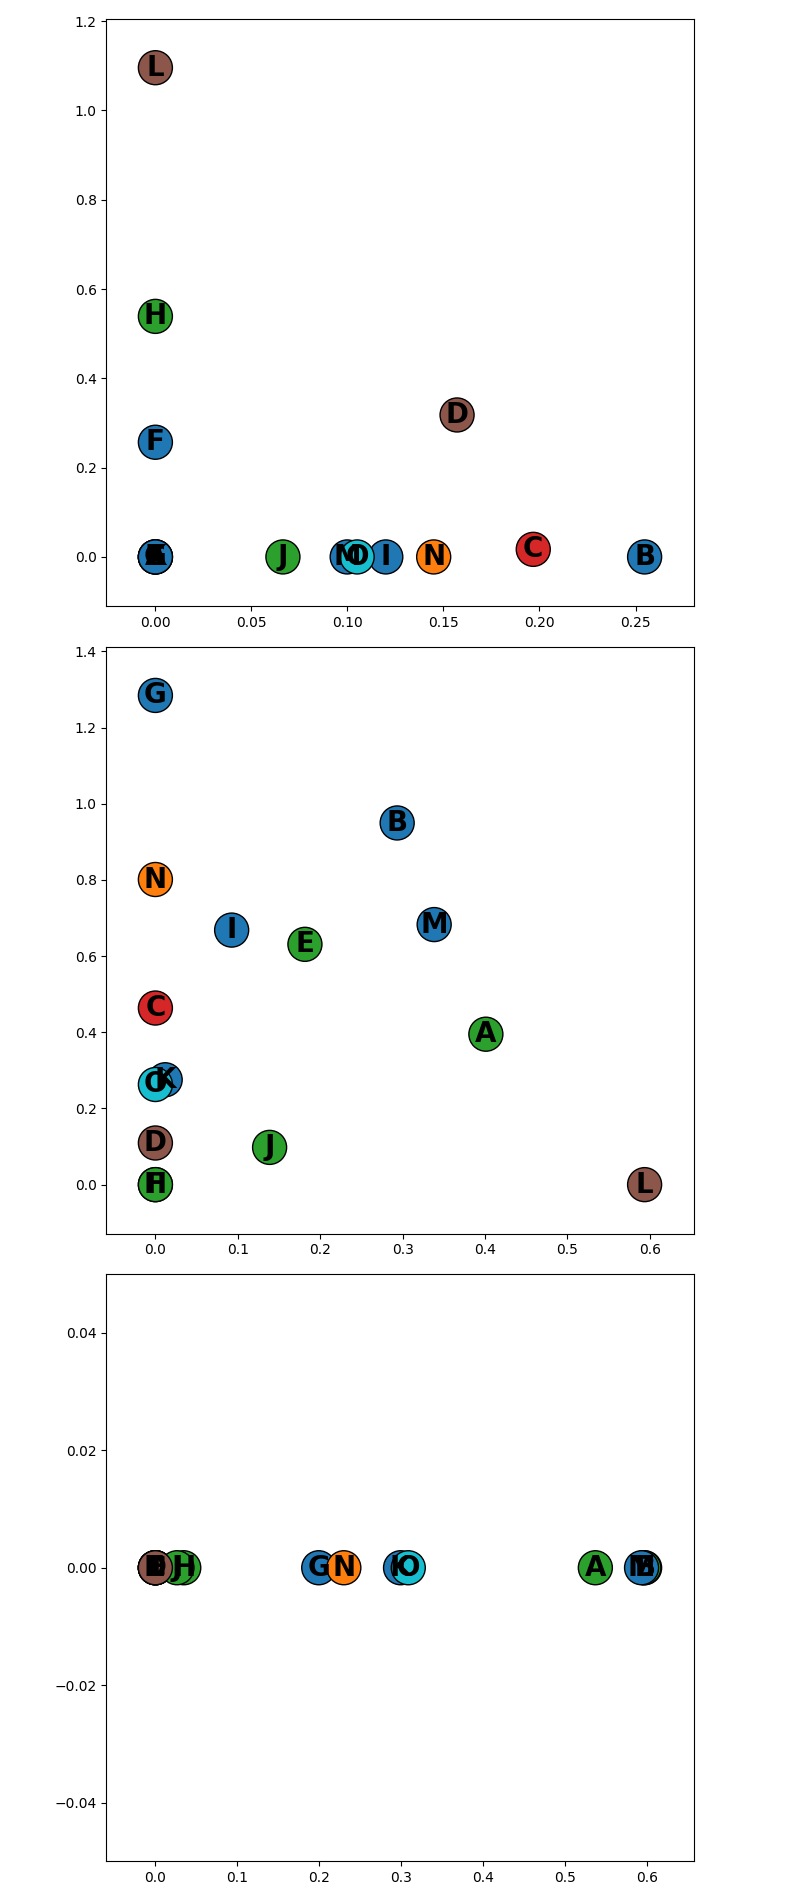 1.2
L
1.0
0.8
0.6
H
0.4
D
F
0.2
0.0
J M O I N C B
0.00 0.05 0.10 0.15 0.20 0.25
1.4
G
1.2
1.0
B
0.8
N
M
I
E
0.6
C
0.4
A
K
O
0.2
D
J
0.0
H
L
0.0 0.1 0.2 0.3 0.4 0.5 0.6
0.04
0.02
0.00
J H G N O A M
−0.02
−0.04
0.0 0.1 0.2 0.3 0.4 0.5 0.6